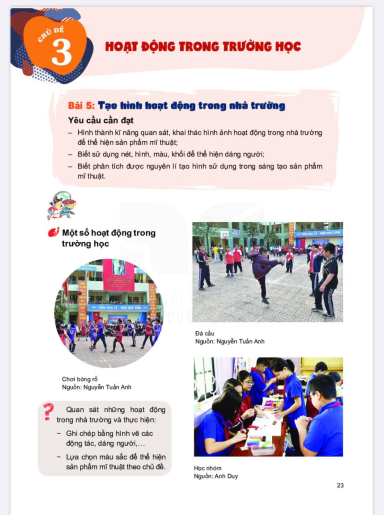 CHỦ ĐỀ
3
HOẠT ĐỘNG TRONG TRƯỜNG HỌC
Bài 5: Tạo hình hoạt động trong nhà trường
Yêu cầu cần đạt
– Hình thành kĩ năng quan sát, khai thác hình ảnh hoạt động trong nhà trường
để thể hiện sản phẩm mĩ thuật;
– Biết sử dụng nét, hình, màu, khối để thể hiện dáng người;
– Biết phân tích được nguyên lí tạo hình sử dụng trong sáng tạo sản phẩm
mĩ thuật.
Một số hoạt động trong
trường học
Chơi bóng rổ
Nguồn: Nguyễn Tuấn Anh
Đá cầu
Nguồn: Nguyễn Tuấn Anh
? Quan sát những hoạt động
trong nhà trường và thực hiện:
– Ghi chép bằng hình vẽ các
động tác, dáng người,...
– Lựa chọn màu sắc để thể hiện
sản phẩm mĩ thuật theo chủ đề.
Học nhóm
Nguồn: Anh Duy
23